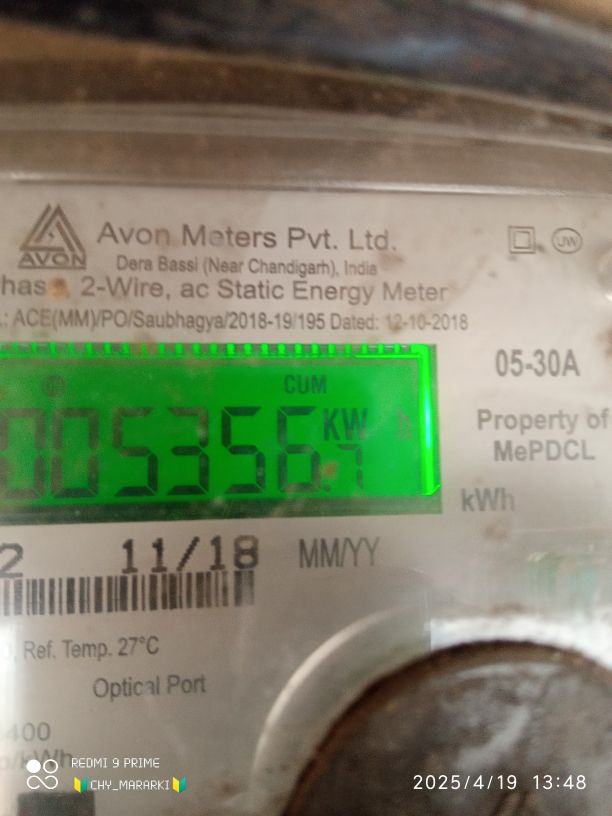 Avon Meters Pvt. Ltd.
AVON
Dera Bassi (Near Chandigarh), India
2-Wire, ac Static Energy Meter
ACE(MM)/PO/Saubhagya/2018-19/195 Dated: 12-10-2018
05-30A
CUM
005356.7 KW h
Property of
MePDCL
kWh
2 11/18 MM/YY
Ref. Temp. 27°C
Optical Port
REDMI 9 PRIME
CHY_MARARKI
2025/4/19 13:48